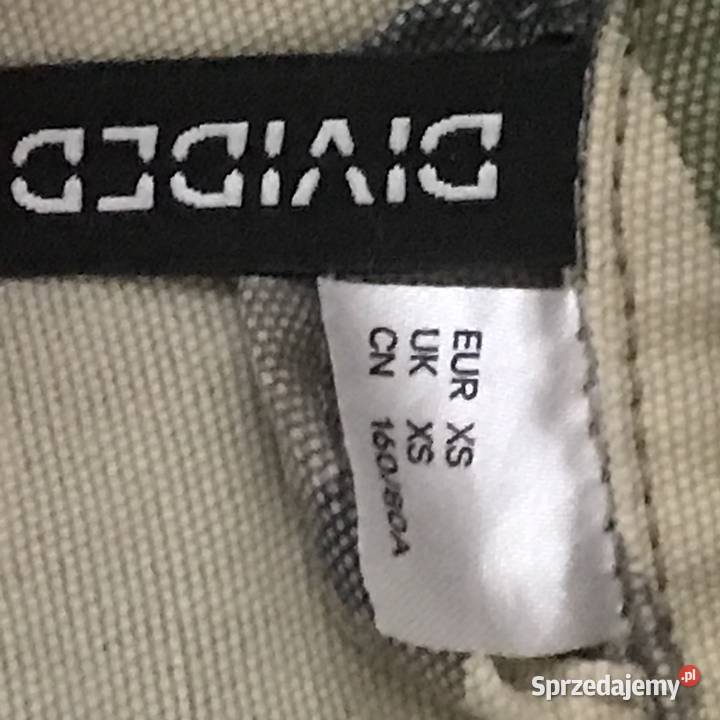 DIVIDED
EUR XS
UK XS
CN 160/80A
Sprzedajemy.pl